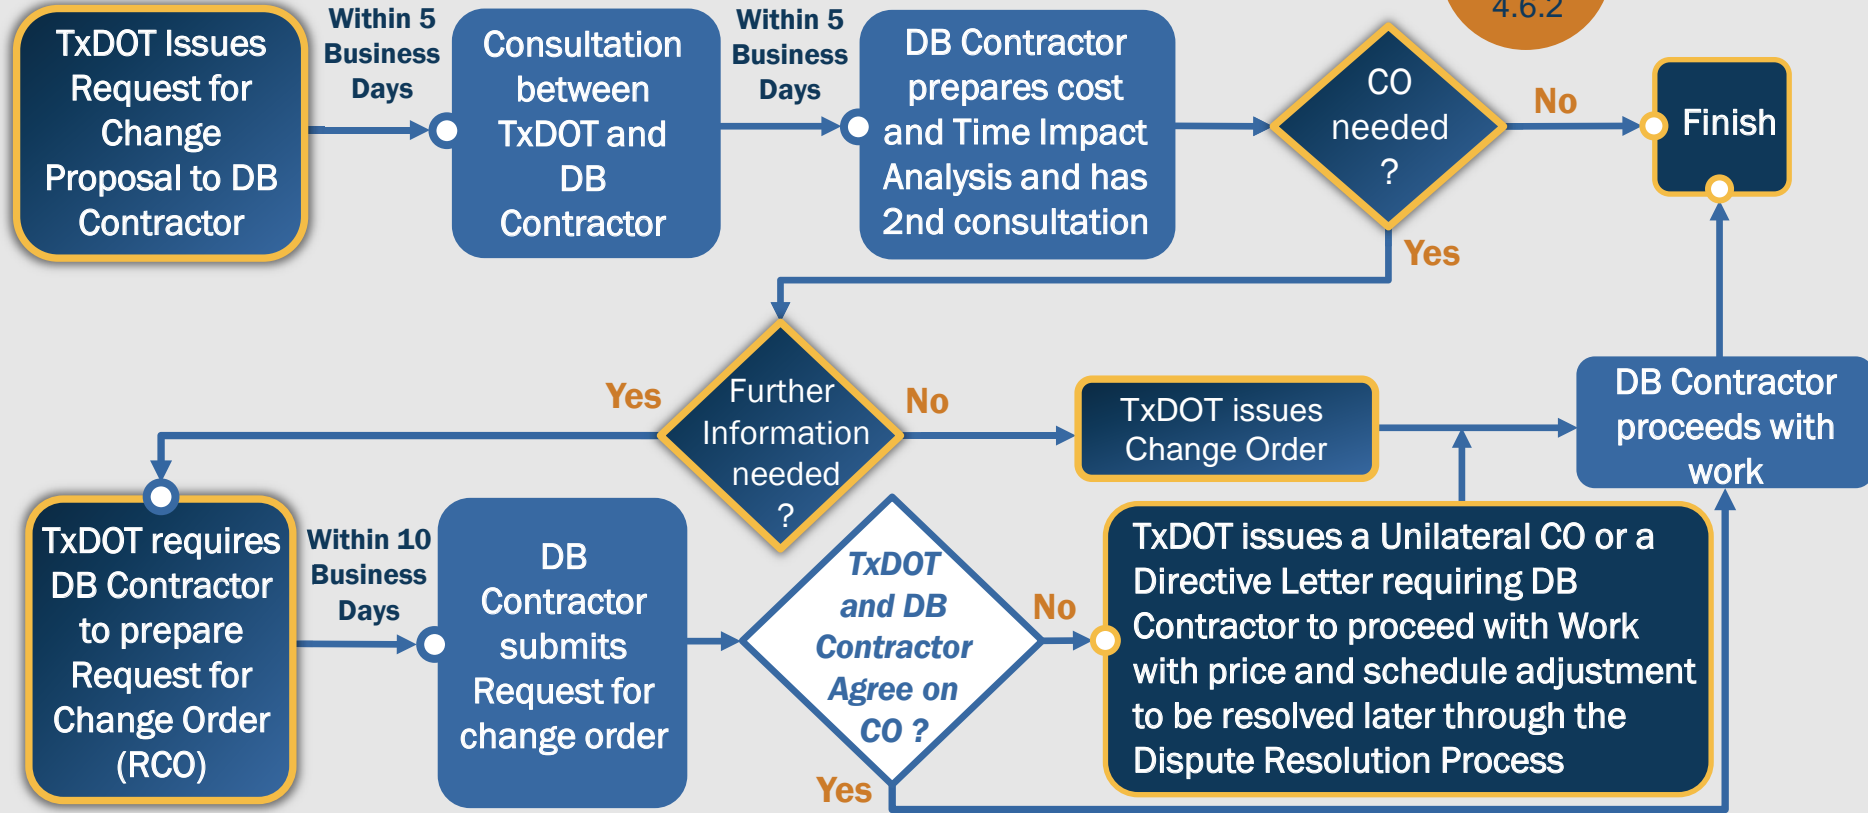 4.6.2
TxDOT Issues
Request for
Change
Proposal to DB
Contractor
Within 5
Business
Days
Consultation
between
TxDOT and
DB
Contractor
Within 5
Business
Days
DB Contractor
prepares cost
and Time Impact
Analysis and has
2nd consultation
CO
needed
?
No
Finish
Yes
Further
Information
needed
?
Yes
No
TxDOT issues
Change Order
DB Contractor
proceeds with
work
TxDOT requires
DB Contractor
to prepare
Request for
Change Order
(RCO)
Within 10
Business
Days
DB
Contractor
submits
Request for
change order
TxDOT
and DB
Contractor
Agree on
CO ?
No
Yes
TxDOT issues a Unilateral CO or a
Directive Letter requiring DB
Contractor to proceed with Work
with price and schedule adjustment
to be resolved later through the
Dispute Resolution Process